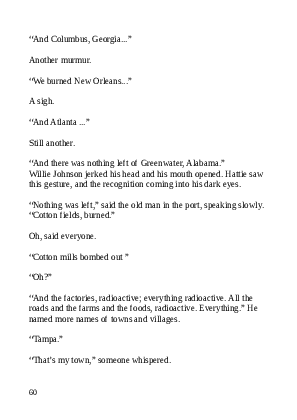 “And Columbus, Georgia...”
Another murmur.
“We burned New Orleans...”
A sigh.
“And Atlanta ...”
Still another.
“And there was nothing left of Greenwater, Alabama.”
Willie Johnson jerked his head and his mouth opened. Hattie saw
this gesture, and the recognition coming into his dark eyes.
“Nothing was left,” said the old man in the port, speaking slowly.
“Cotton fields, burned.”
Oh, said everyone.
“Cotton mills bombed out ”
“Oh?”
“And the factories, radioactive; everything radioactive. All the
roads and the farms and the foods, radioactive. Everything.” He
named more names of towns and villages.
“Tampa.”
“That’s my town,” someone whispered.
60